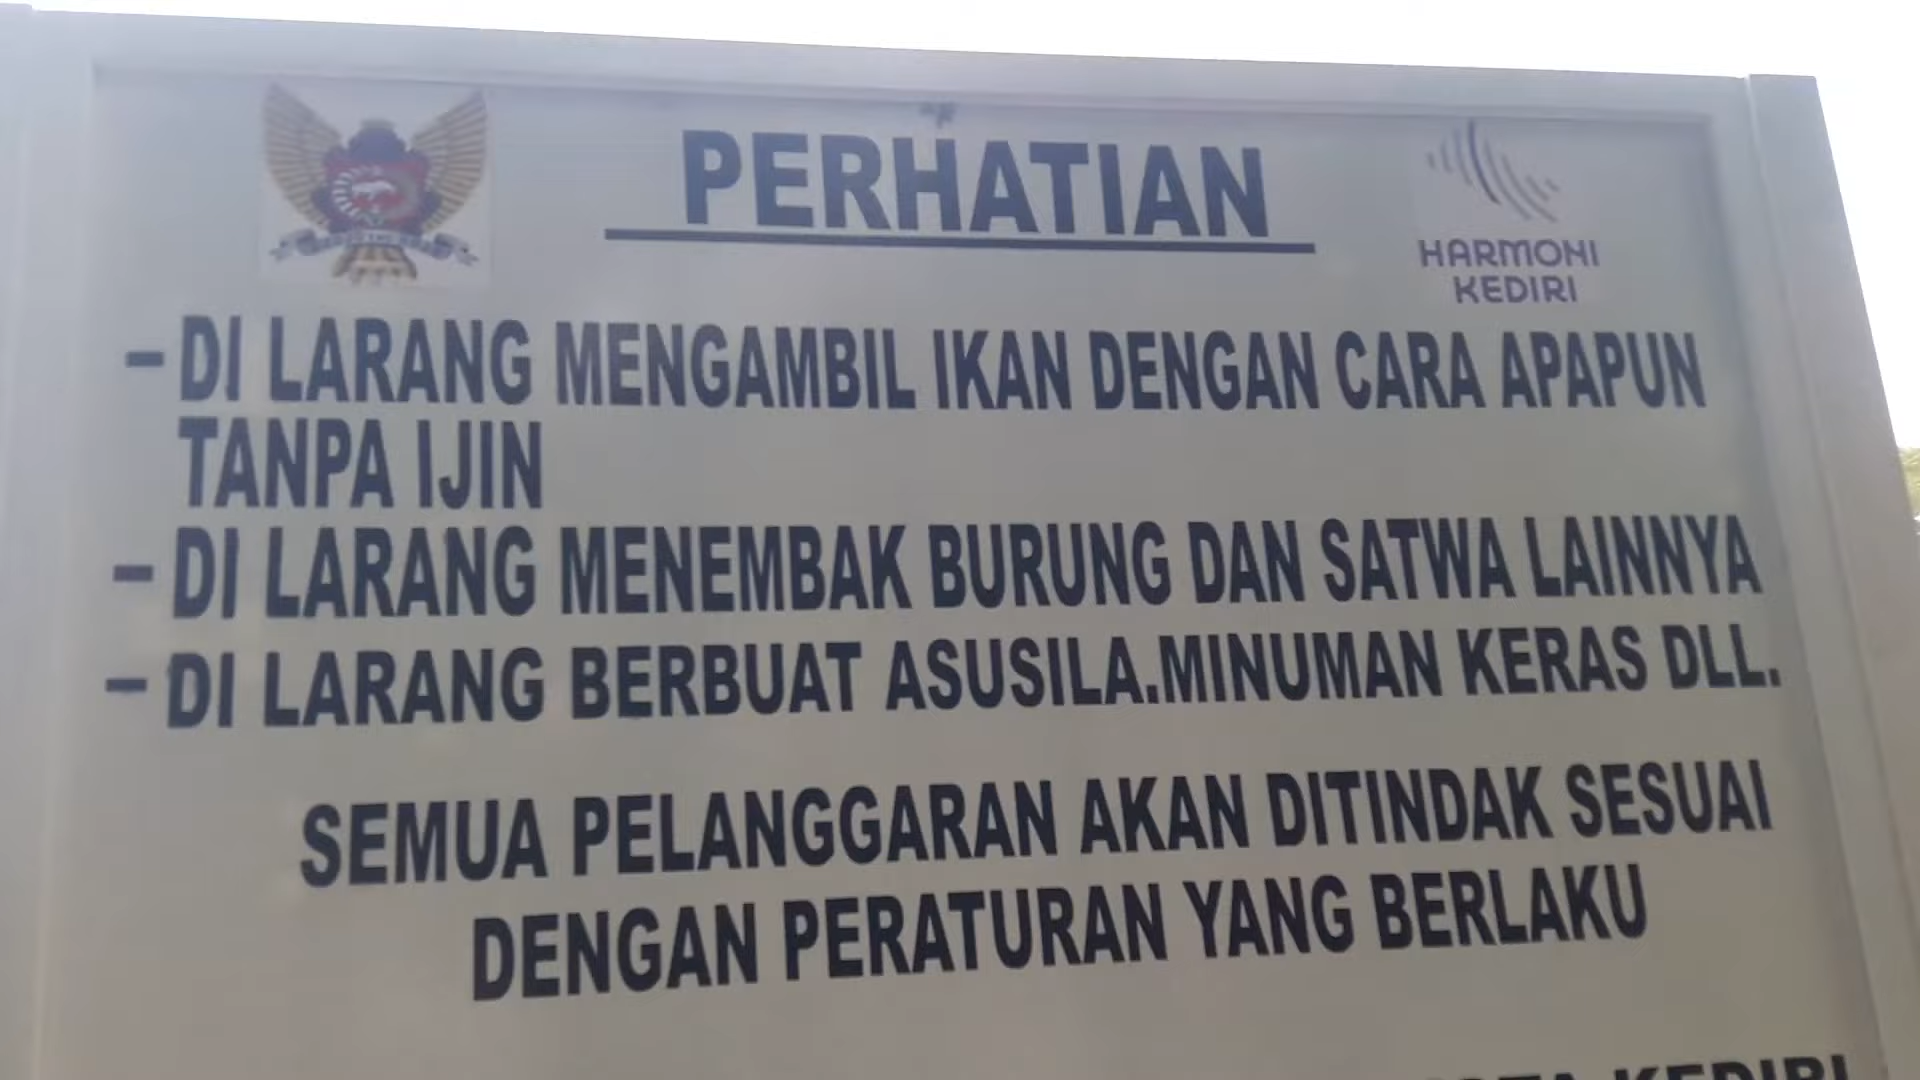 PERHATIAN
HARMONI
KEDIRI
- DI LARANG MENGAMBIL IKAN DENGAN CARA APAPUN
TANPA IJIN
- DI LARANG MENEMBAK BURUNG DAN SATWA LAINNYA
- DI LARANG BERBUAT ASUSILA.MINUMAN KERAS DLL.
SEMUA PELANGGARAN AKAN DITINDAK SESUAI
DENGAN PERATURAN YANG BERLAKU
KEDIRI